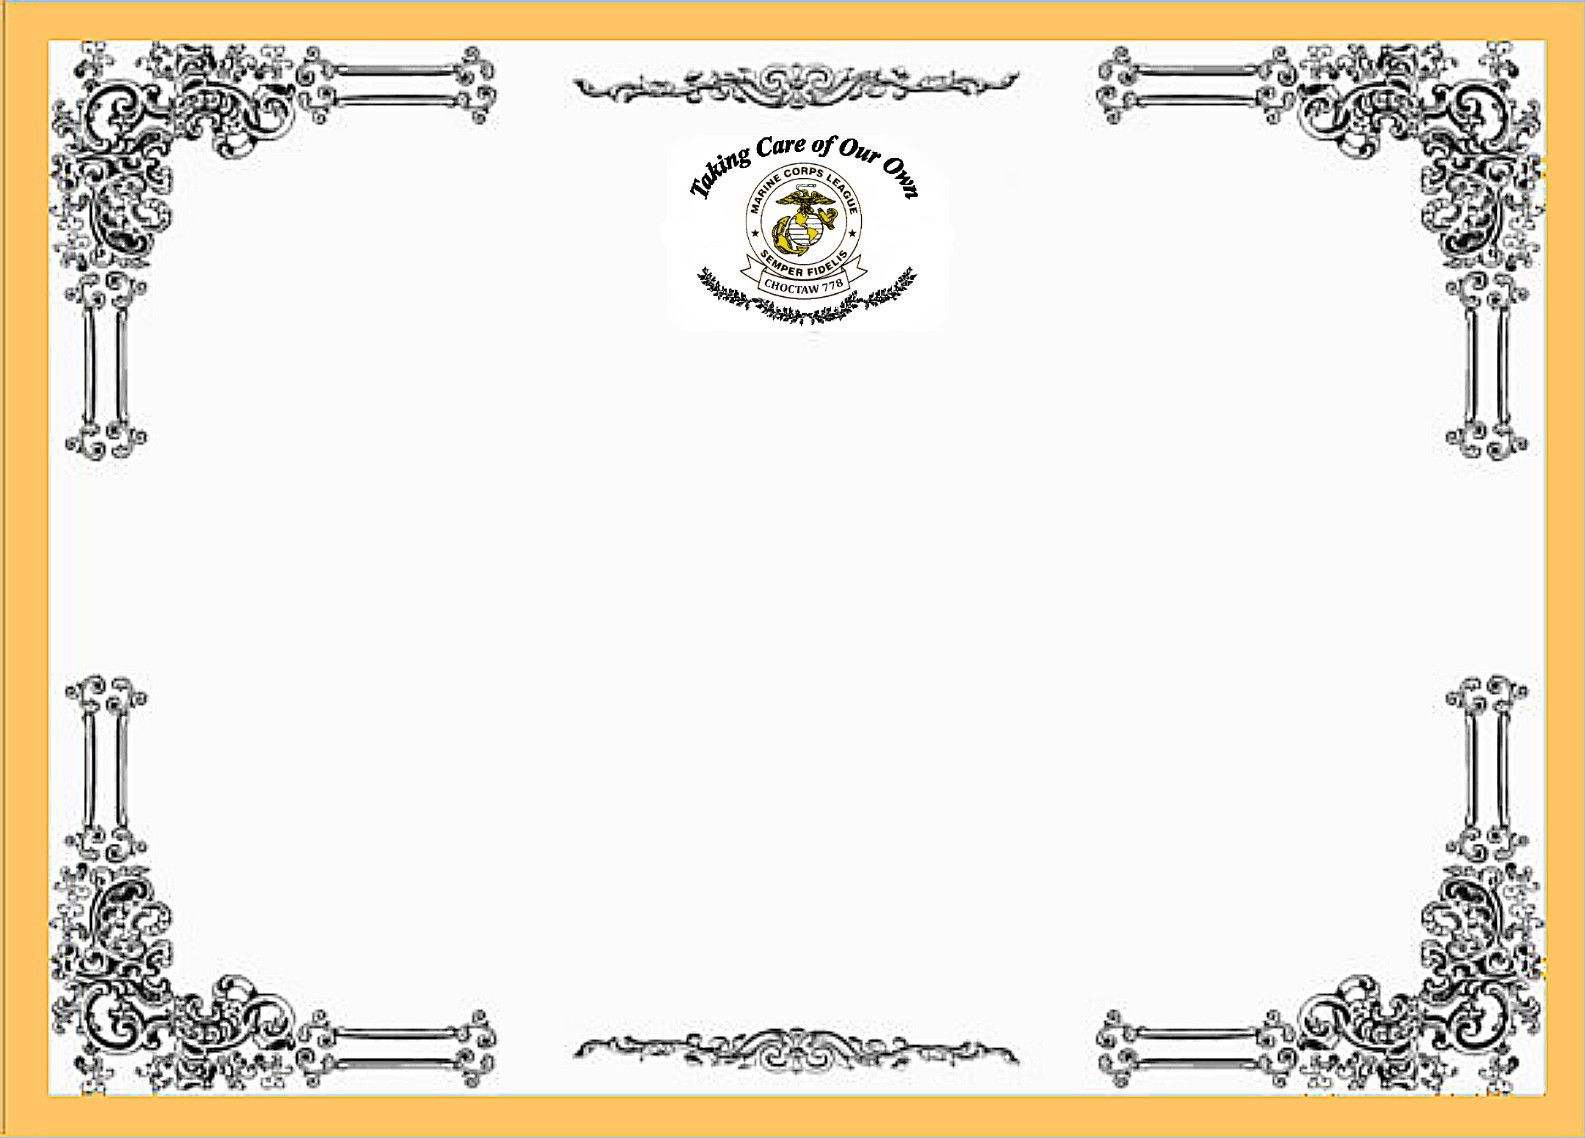 Taking Care of Our Own
MARINE CORPS LEAGUE
SEMPER FIDELIS
CHOCTAW 778